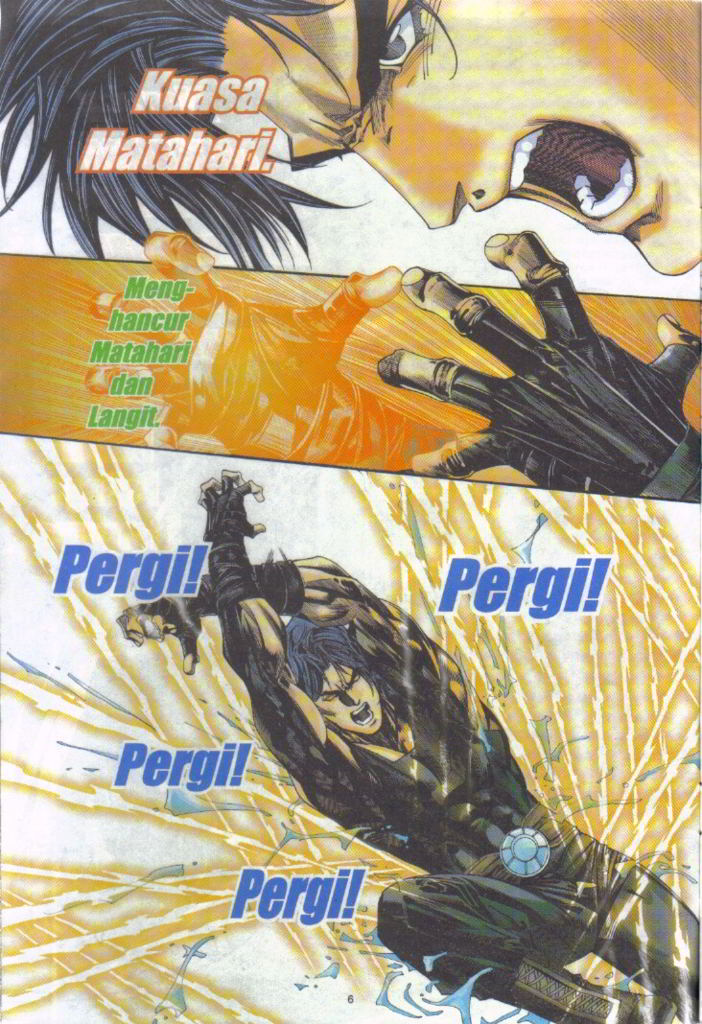 Kuasa
Matahari.
Meng-
hancur
Matahari
dan
Langit.
Pergi!
Pergi!
Pergi!
Pergi!
6